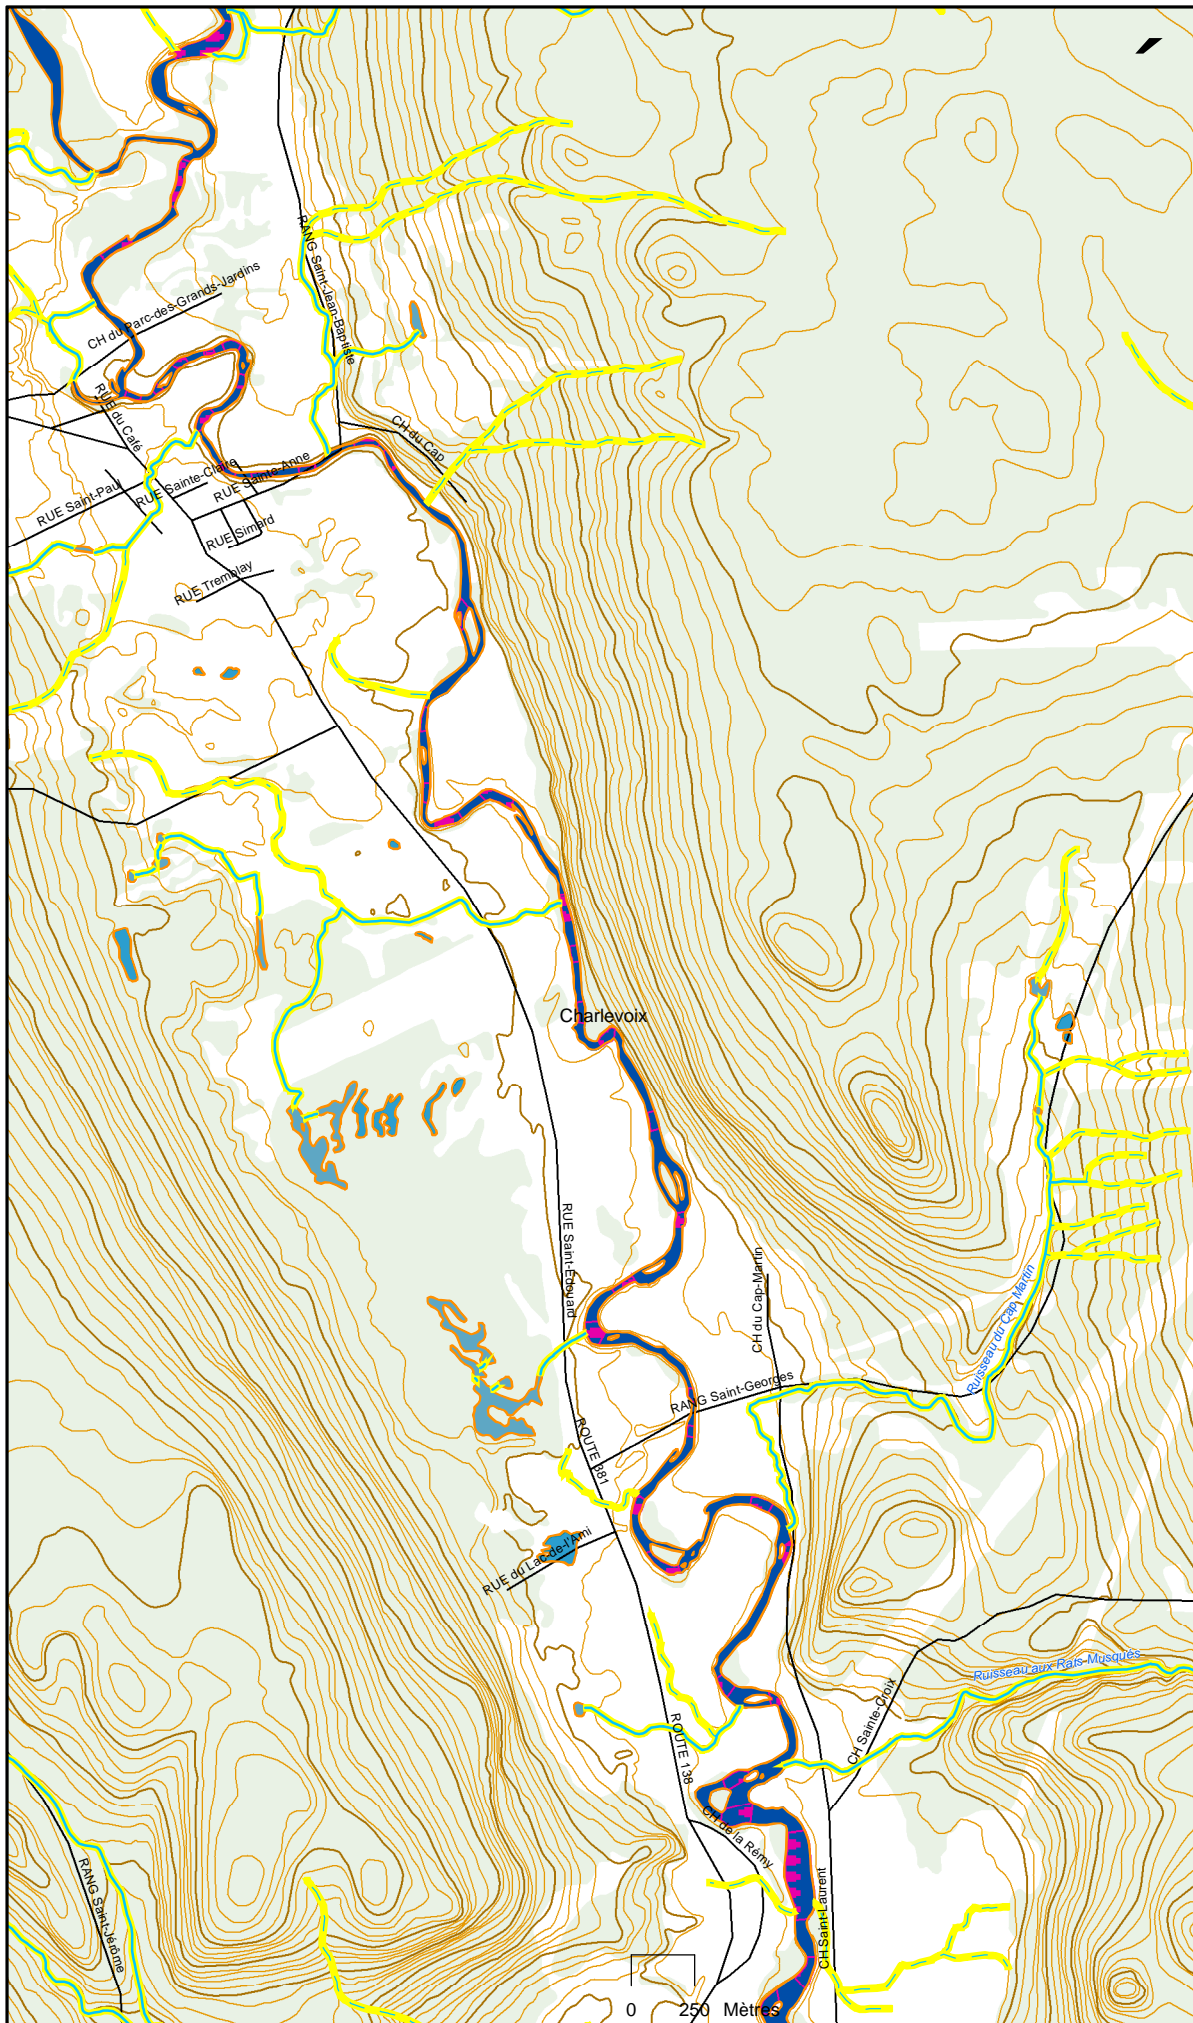 RANG Saint-Jean-Baptiste
CH du Parc-des-Grands-Jardins
RUE du Café
CH du Cap
RUE Saint-Paul
RUE Sainte-Claire
RUE Sainte-Anne
RUE Simard
RUE Tremblay
Charlevoix
RUE Saint-Édouard
CH du Cap-Martin
Ruisseau du Cap-Martin
RANG Saint-Georges
ROUTE 381
RUE du Lac-de-l'Ami
Ruisseau aux Rats Musqués
CH Sainte-Croix
ROUTE 138
CH de la Rémy
CH Saint-Laurent
RANG Saint-Jérôme
0 250 Mètres